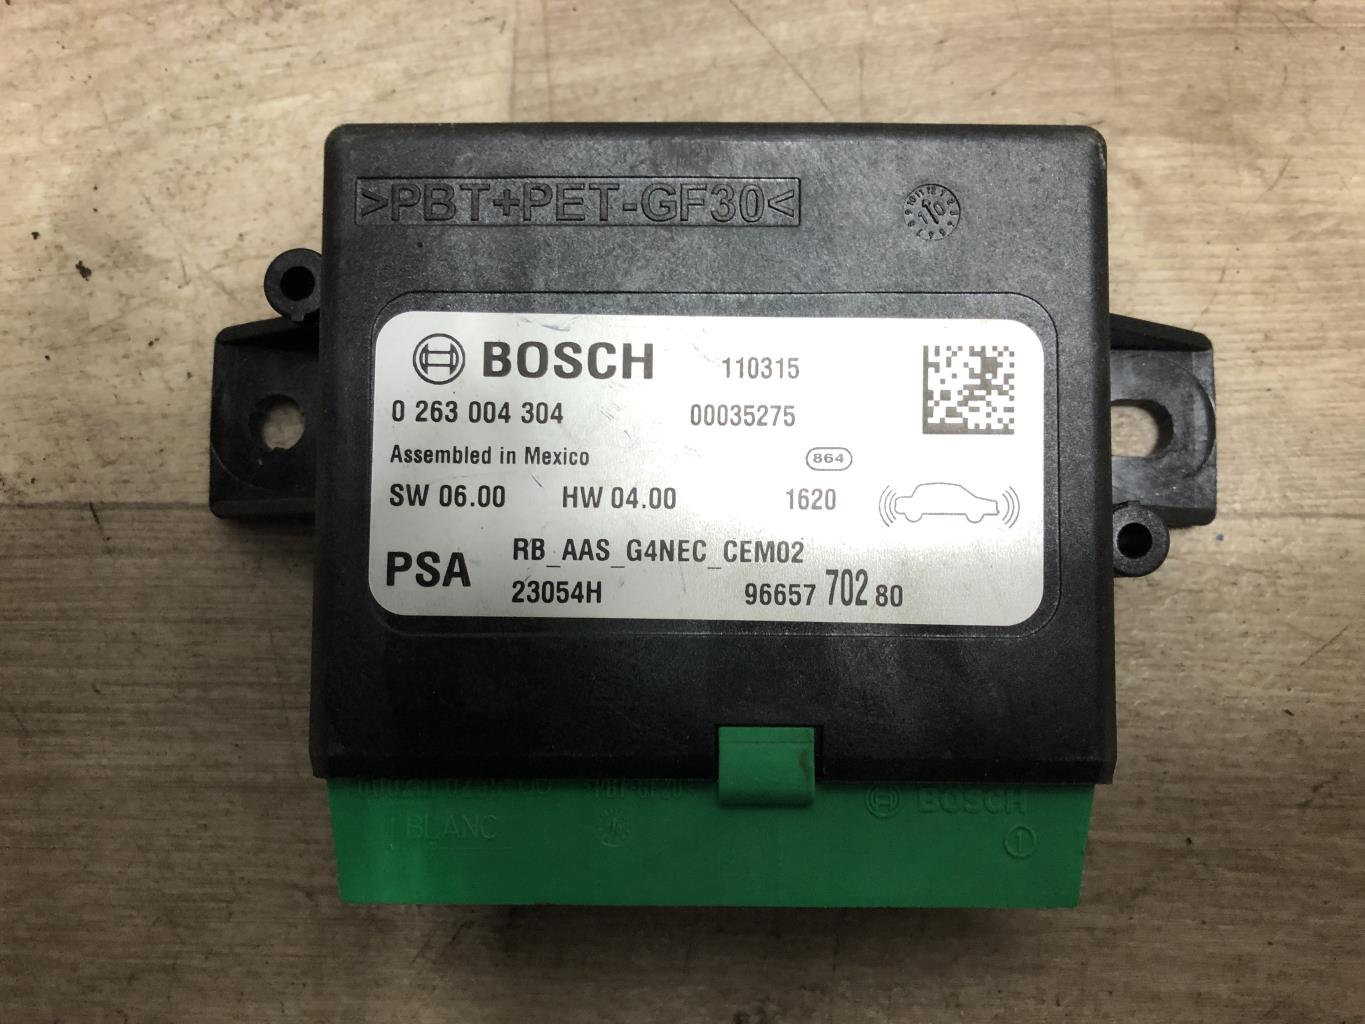 >PBT+PET-GF30<
BOSCH 110315
0 263 004 304 00035275
Assembled in Mexico 864
SW 06.00 HW 04.00 1620
PSA RB_AAS_G4NEC_CEM02
23054H 96657 702 80
BOSCH
BLANC
1